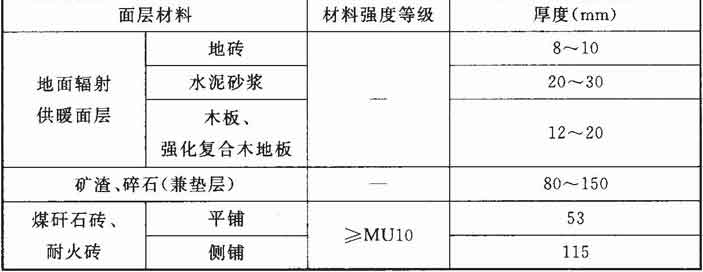 面层材料 材料强度等级 厚度(mm)
地面辐射
供暖面层
地砖 — 8～10
水泥砂浆 20～30
木板、
强化复合木地板
12～20
矿渣、碎石(兼垫层) — 80～150
煤矸石砖、
耐火砖
平铺 ≥MU10 53
侧铺 115